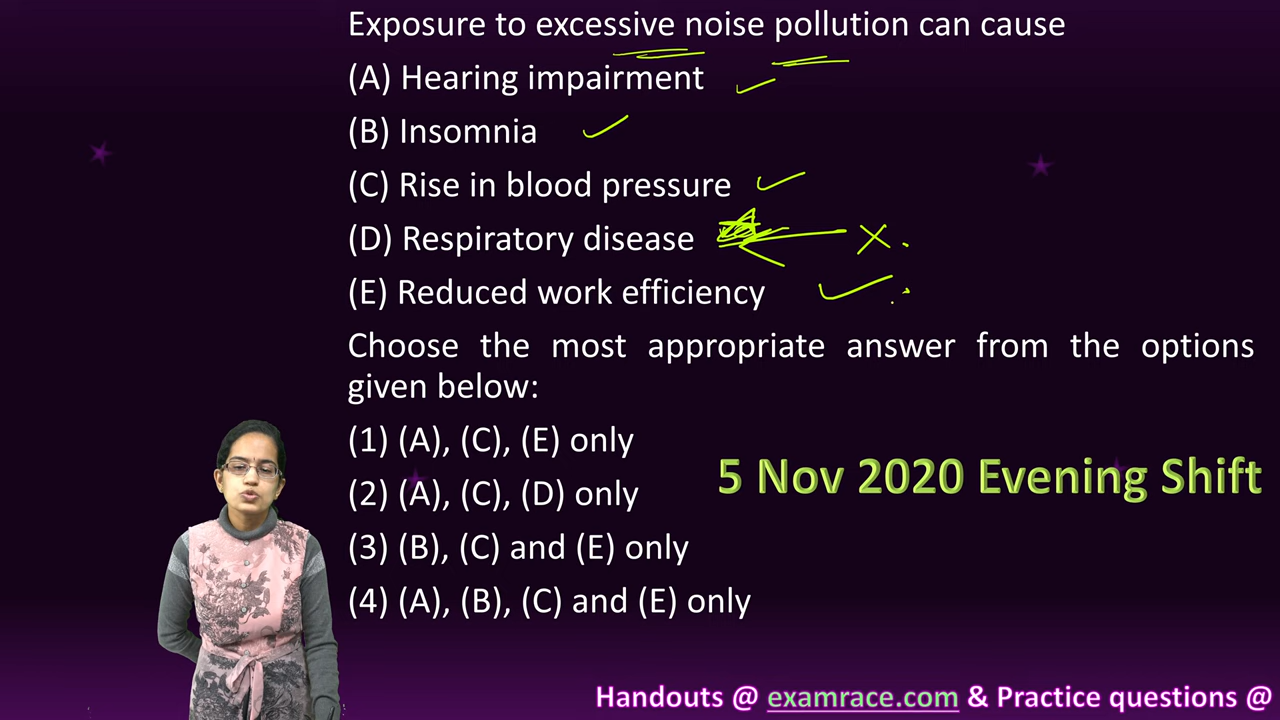 Exposure to excessive noise pollution can cause
(A) Hearing impairment
(B) Insomnia
(C) Rise in blood pressure
(D) Respiratory disease
(E) Reduced work efficiency
Choose the most appropriate answer from the options
given below:
(1) (A), (C), (E) only
(2) (A), (C), (D) only
(3) (B), (C) and (E) only
(4) (A), (B), (C) and (E) only
5 Nov 2020 Evening Shift
Handouts @ examrace.com & Practice questions @